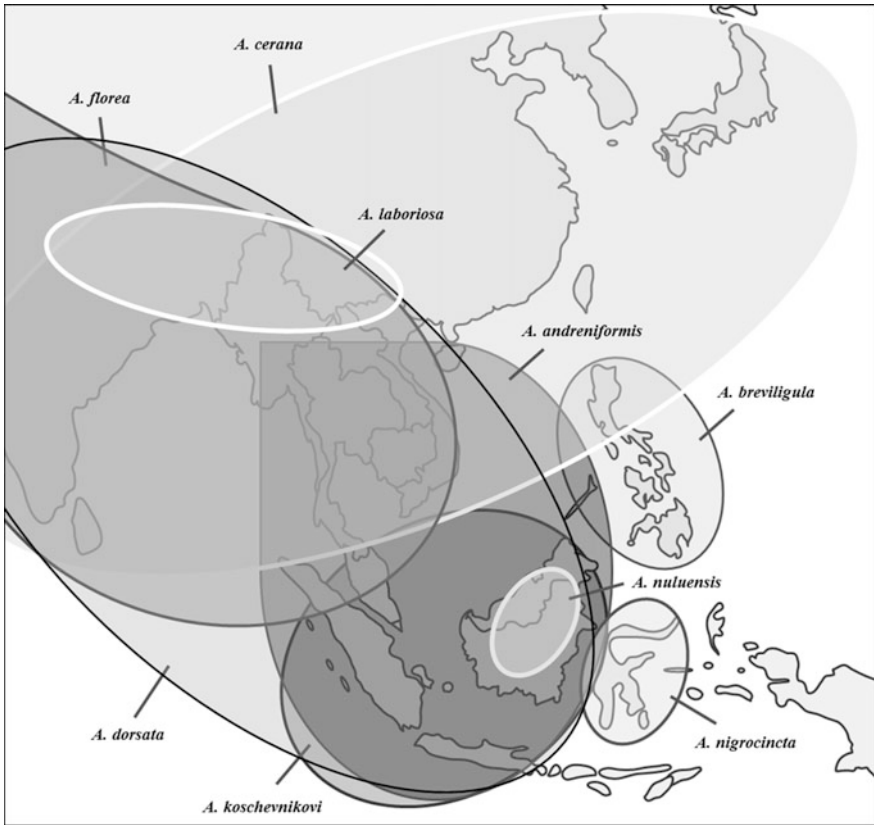 A. cerana
A. florea
A. laboriosa
A. andreniformis
A. breviligula
A. nuluensis
A. dorsata
A. nigrocincta
A. koschevnikovi